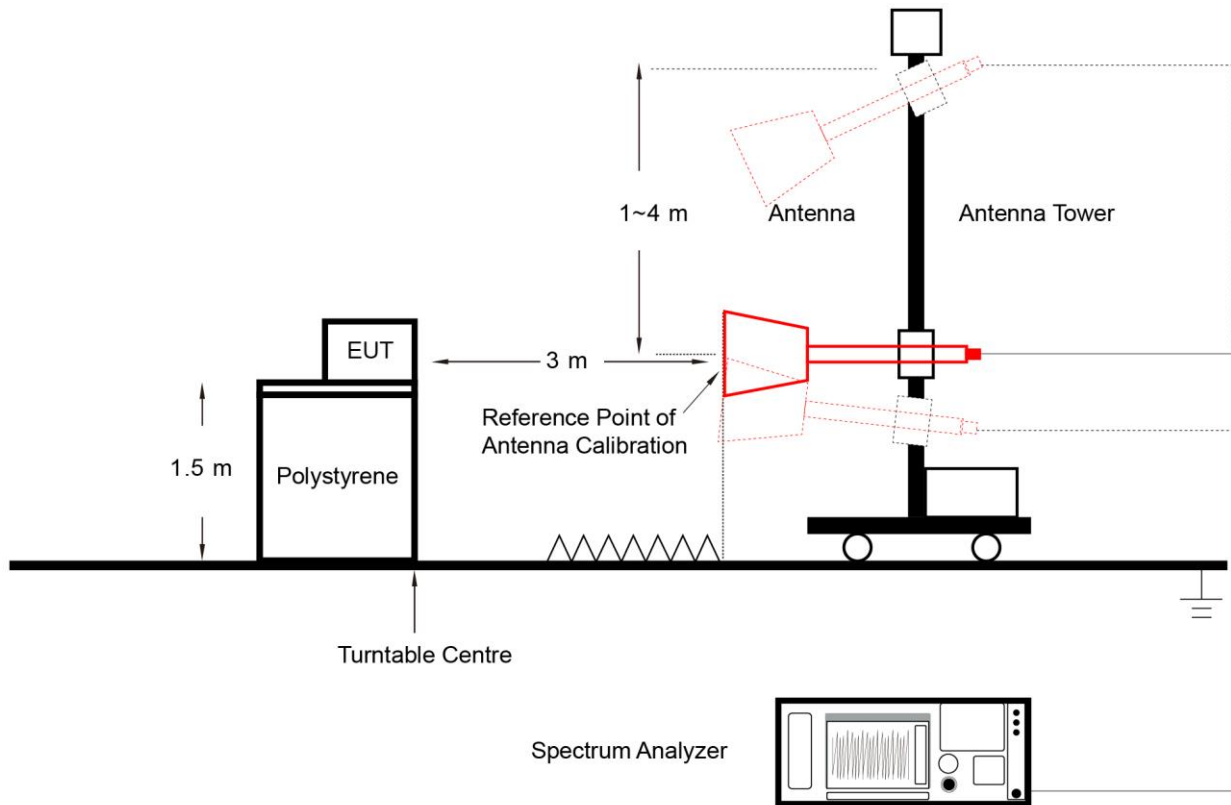 1~4 m
Antenna
Antenna Tower
EUT
3 m
Reference Point of
Antenna Calibration
1.5 m
Polystyrene
Turntable Centre
Spectrum Analyzer